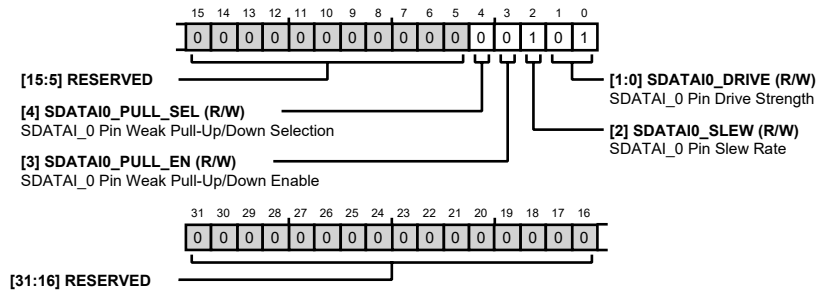 15 14 13 12 11 10 9 8 7 6 5 4 3 2 1 0
0 0 0 0 0 0 0 0 0 0 0 0 0 1 0 1
[15:5] RESERVED
[1:0] SDATAI0_DRIVE (R/W)
SDATAI_0 Pin Drive Strength
[4] SDATAI0_PULL_SEL (R/W)
SDATAI_0 Pin Weak Pull-Up/Down Selection
[2] SDATAI0_SLEW (R/W)
SDATAI_0 Pin Slew Rate
[3] SDATAI0_PULL_EN (R/W)
SDATAI_0 Pin Weak Pull-Up/Down Enable
31 30 29 28 27 26 25 24 23 22 21 20 19 18 17 16
0 0 0 0 0 0 0 0 0 0 0 0 0 0 0 0
[31:16] RESERVED